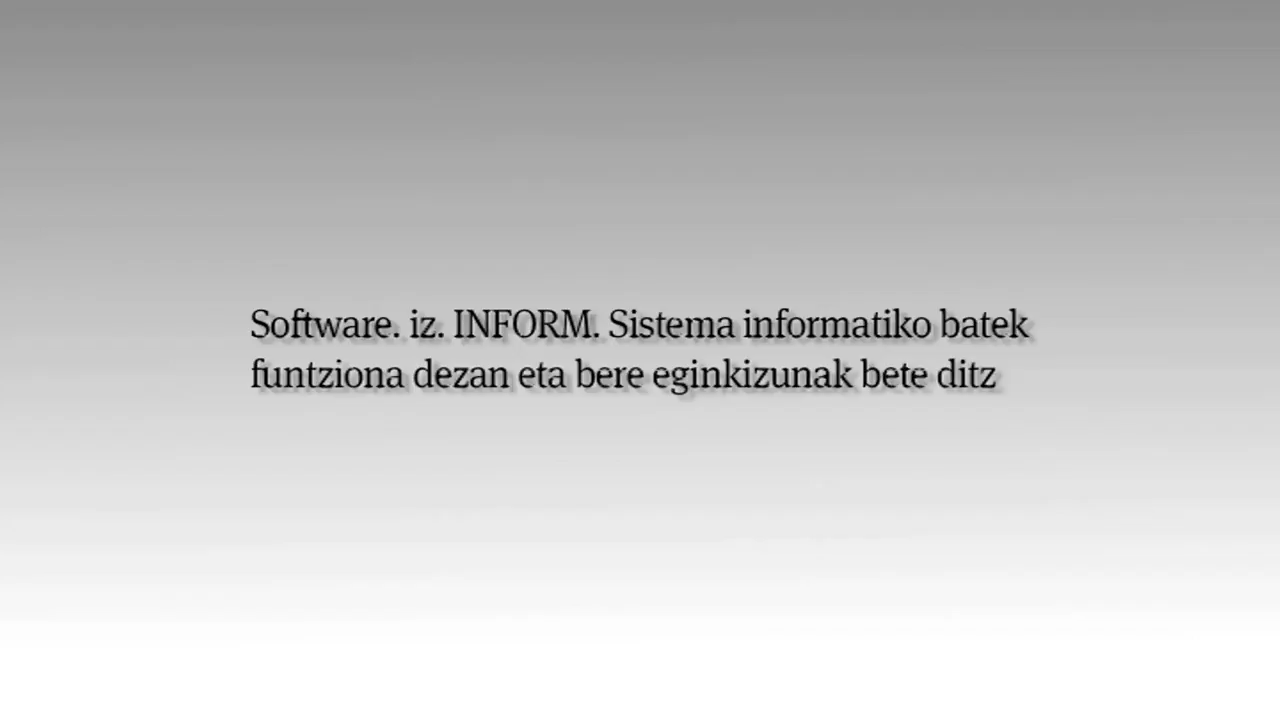 Software. iz. INFORM. Sistema informatiko batek
funtziona dezan eta bere eginkizunak bete ditz